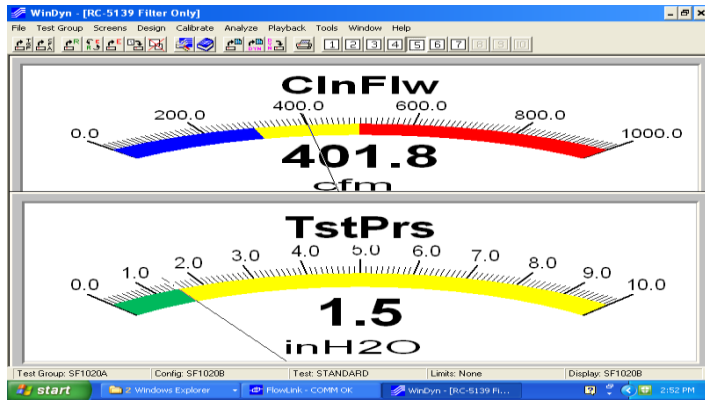 WinDyn - [RC-5139 Filter Only]
File Test Group Screens Design Calibrate Analyze Playback Tools Window Help
1 2 3 4 5 6 7 8 9 10
ClnFlw
0.0 200.0 400.0 600.0 800.0 1000.0
401.8
cfm
TstPrs
0.0 1.0 2.0 3.0 4.0 5.0 6.0 7.0 8.0 9.0 10.0
1.5
inH2O
Test Group: SF1020A Config: SF1020B Test: STANDARD Limits: None Display: SF1020B
start 2 Windows Explorer FlowLink - COMM OK WinDyn - [RC-5139 Fi... 2:52 PM